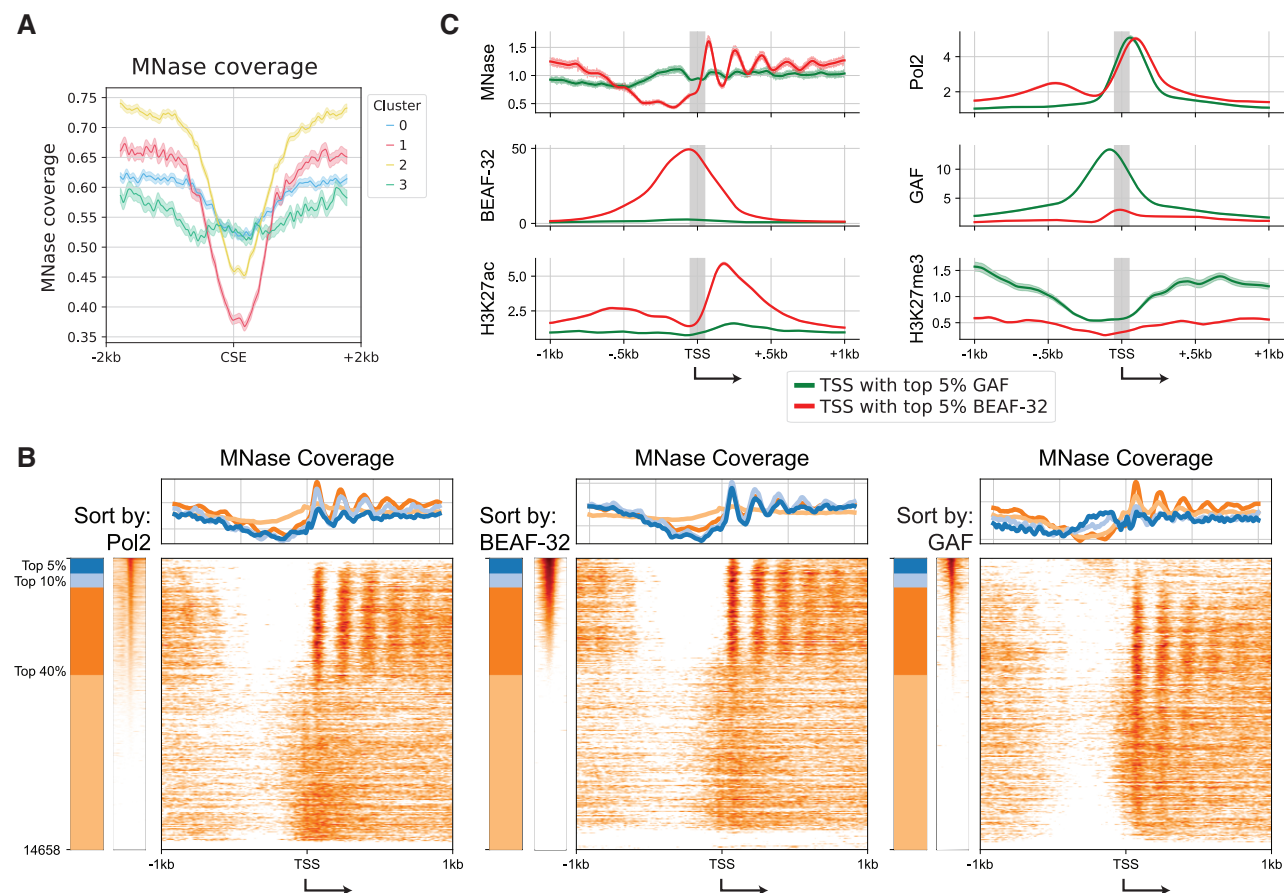 A
MNase coverage
MNase coverage
0.75
0.70
0.65
0.60
0.55
0.50
0.45
0.40
0.35
-2kb
CSE
+2kb
Cluster
0
1
2
3
C
MNase
1.5
1.0
0.5
Pol2
4
2
BEAF-32
50
0
GAF
10
5
H3K27ac
5.0
2.5
H3K27me3
1.5
1.0
0.5
-1kb
-.5kb
TSS
+.5kb
+1kb
-1kb
-.5kb
TSS
+.5kb
+1kb
TSS with top 5% GAF
TSS with top 5% BEAF-32
B
MNase Coverage
MNase Coverage
MNase Coverage
Sort by:
Pol2
Sort by:
BEAF-32
Sort by:
GAF
Top 5%
Top 10%
Top 40%
14658
-1kb
TSS
1kb
-1kb
TSS
1kb
-1kb
TSS
1kb